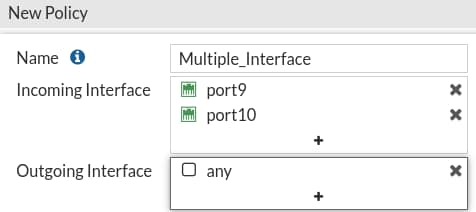 New Policy
Name Multiple_Interface
Incoming Interface port9
port10
+
Outgoing Interface any
+